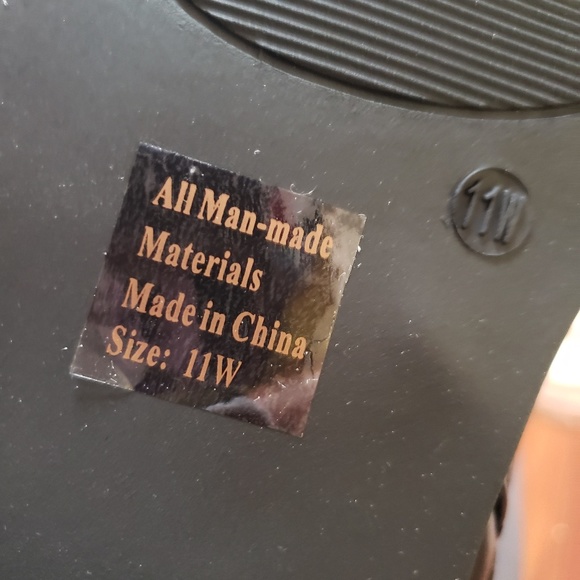 All Man-made
Materials
Made in China
Size: 11W
11W